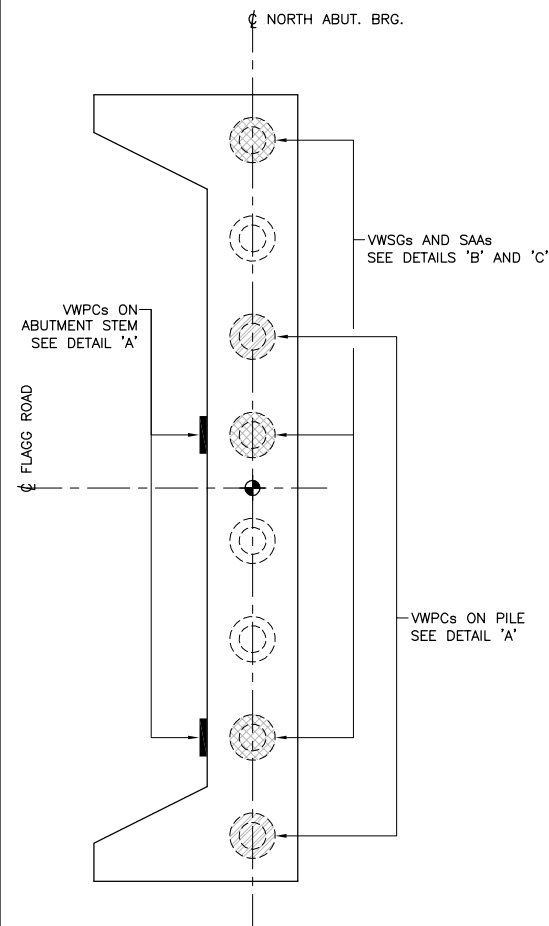 ℄ NORTH ABUT. BRG.
VWSGs AND SAAs
SEE DETAILS 'B' AND 'C'
VWPCs ON
ABUTMENT STEM
SEE DETAIL 'A'
℄ FLAGG ROAD
VWPCs ON PILE
SEE DETAIL 'A'